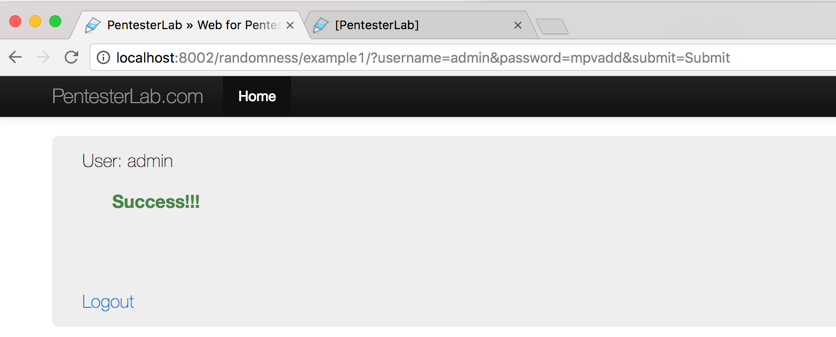 PentesterLab » Web for Pente
[PentesterLab]
localhost:8002/randomness/example1/?username=admin&password=mpvadd&submit=Submit
PentesterLab.com Home
User: admin
Success!!!
Logout